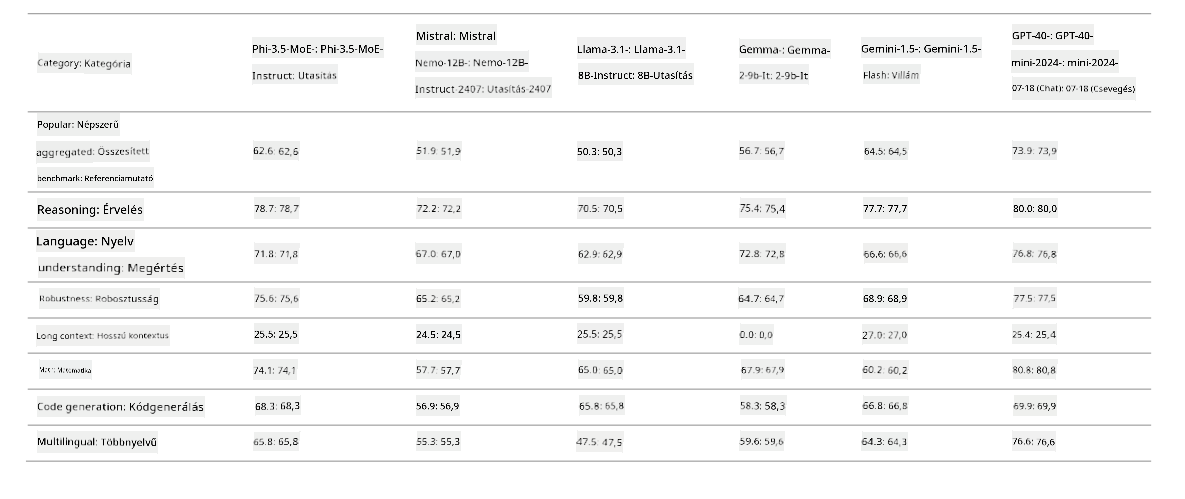 Category: Kategória
Phi-3.5-MoE-: Phi-3.5-MoE-
Instruct: Utasítás
Mistral: Mistral
Nemo-12B-: Nemo-12B-
Instruct-2407: Utasítás-2407
Llama-3.1-: Llama-3.1-
8B-Instruct: 8B-Utasítás
Gemma-: Gemma-
2-9b-It: 2-9b-It
Gemini-1.5-: Gemini-1.5-
Flash: Villám
GPT-40-: GPT-40-
mini-2024-: mini-2024-
07-18 (Chat): 07-18 (Csevegés)
Popular: Népszerű
aggregated: Összesített
benchmark: Referenciamutató
62.6: 62,6
51.9: 51,9
50.3: 50,3
56.7: 56,7
64.5: 64,5
73.9: 73,9
Reasoning: Érvelés
78.7: 78,7
72.2: 72,2
70.5: 70,5
75.4: 75,4
77.7: 77,7
80.0: 80,0
Language: Nyelv
understanding: Megértés
71.8: 71,8
67.0: 67,0
62.9: 62,9
72.8: 72,8
66.6: 66,6
76.8: 76,8
Robustness: Robosztusság
75.6: 75,6
65.2: 65,2
59.8: 59,8
64.7: 64,7
68.9: 68,9
77.5: 77,5
Long context: Hosszú kontextus
25.5: 25,5
24.5: 24,5
25.5: 25,5
0.0: 0,0
27.0: 27,0
25.4: 25,4
Math: Matematika
74.1: 74,1
57.7: 57,7
65.0: 65,0
67.9: 67,9
60.2: 60,2
80.8: 80,8
Code generation: Kódgenerálás
68.3: 68,3
56.9: 56,9
65.8: 65,8
58.3: 58,3
66.8: 66,8
69.9: 69,9
Multilingual: Többnyelvű
65.8: 65,8
55.3: 55,3
47.5: 47,5
59.6: 59,6
64.3: 64,3
76.6: 76,6